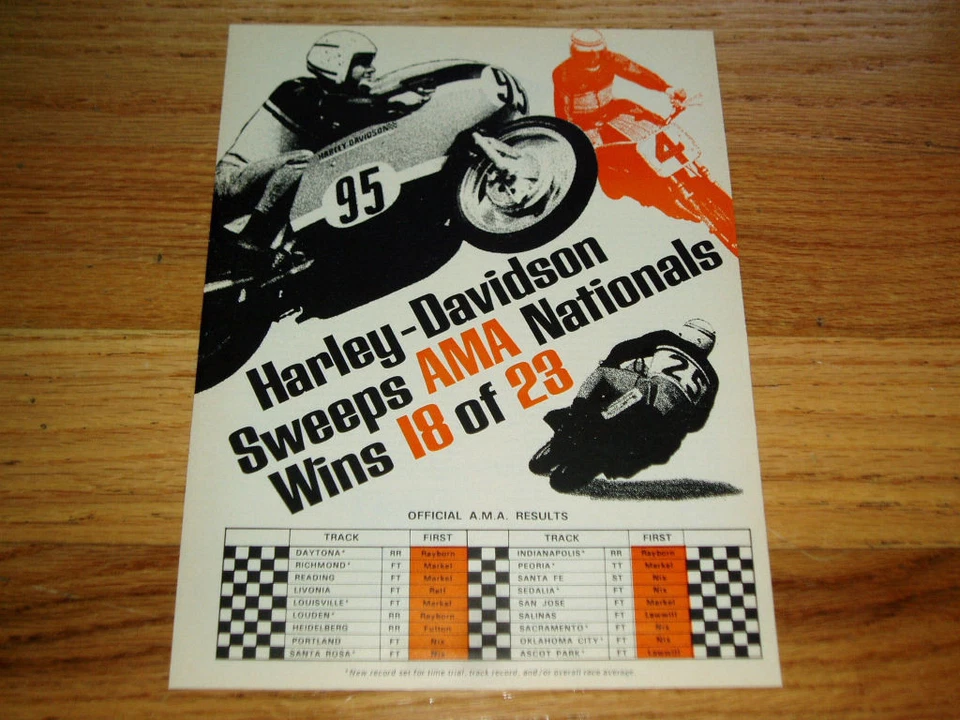 95
HARLEY-DAVIDSON
95
4
Harley-Davidson
Sweeps AMA Nationals
Wins 18 of 23
25
OFFICIAL A.M.A. RESULTS
TRACK FIRST TRACK FIRST
DAYTONA* RR Rayborn INDIANAPOLIS* RR Rayborn
RICHMOND* FT Markel PEORIA* TT Markel
READING FT Markel SANTA FE ST Nix
LIVONIA FT SEDALIA* FT Nix
LOUISVILLE* FT Markel SAN JOSE FT Markel
LOUDEN* RR Rayborn SALINAS FT Lawwill
HEIDELBERG RR Fulton SACRAMENTO* FT Nix
PORTLAND FT Nix OKLAHOMA CITY* FT Nix
SANTA ROSA* FT Nix ASCOT PARK* FT Lawwill
*New record set for time trial, track record, and/or overall race average.